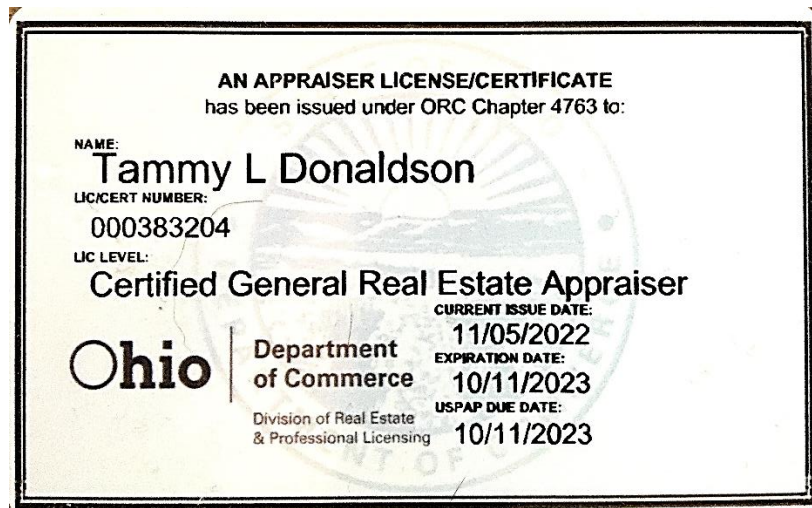 AN APPRAISER LICENSE/CERTIFICATE
has been issued under ORC Chapter 4763 to:
NAME:
Tammy L Donaldson
LIC/CERT NUMBER:
000383204
LIC LEVEL:
Certified General Real Estate Appraiser
CURRENT ISSUE DATE:
11/05/2022
EXPIRATION DATE:
10/11/2023
USPAP DUE DATE:
10/11/2023
Ohio
Department
of Commerce
Division of Real Estate
& Professional Licensing